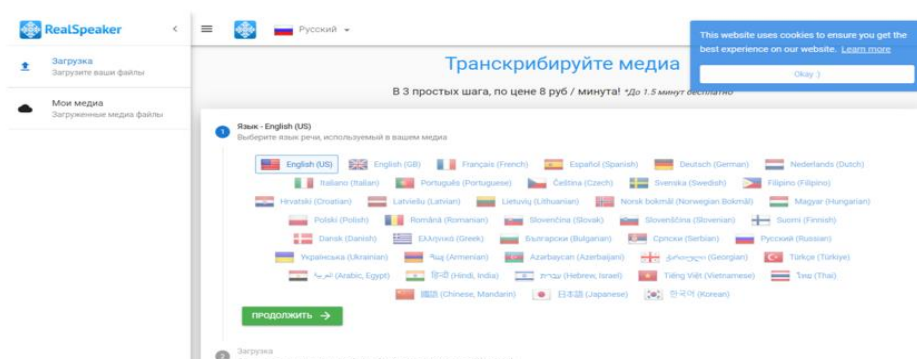 RealSpeaker
Русский
This website uses cookies to ensure you get the
best experience on our website. Learn more
Okay :)
Загрузка
Загрузите ваши файлы
Мои медиа
Загруженные медиа файлы
Транскрибируйте медиа
В 3 простых шага, по цене 8 руб / минута! *До 1.5 минут бесплатно
1 Язык - English (US)
Выберите язык речи, используемый в вашем медиа
English (US) English (GB) Français (French) Español (Spanish) Deutsch (German) Nederlands (Dutch)
Italiano (Italian) Português (Portuguese) Čeština (Czech) Svenska (Swedish) Filipino (Filipino)
Hrvatski (Croatian) Latviešu (Latvian) Lietuvių (Lithuanian) Norsk bokmål (Norwegian Bokmål) Magyar (Hungarian)
Polski (Polish) Română (Romanian) Slovenčina (Slovak) Slovenščina (Slovenian) Suomi (Finnish)
Dansk (Danish) Ελληνικά (Greek) Български (Bulgarian) Српски (Serbian) Русский (Russian)
Українська (Ukrainian) Հայ (Armenian) Azərbaycan (Azerbaijani) ქართული (Georgian) Türkçe (Türkiye)
العربية (Arabic, Egypt) हिन्दी (Hindi, India) עברית (Hebrew, Israel) Tiếng Việt (Vietnamese) ไทย (Thai)
國語 (Chinese, Mandarin) 日本語 (Japanese) 한국어 (Korean)
ПРОДОЛЖИТЬ
2 Загрузка